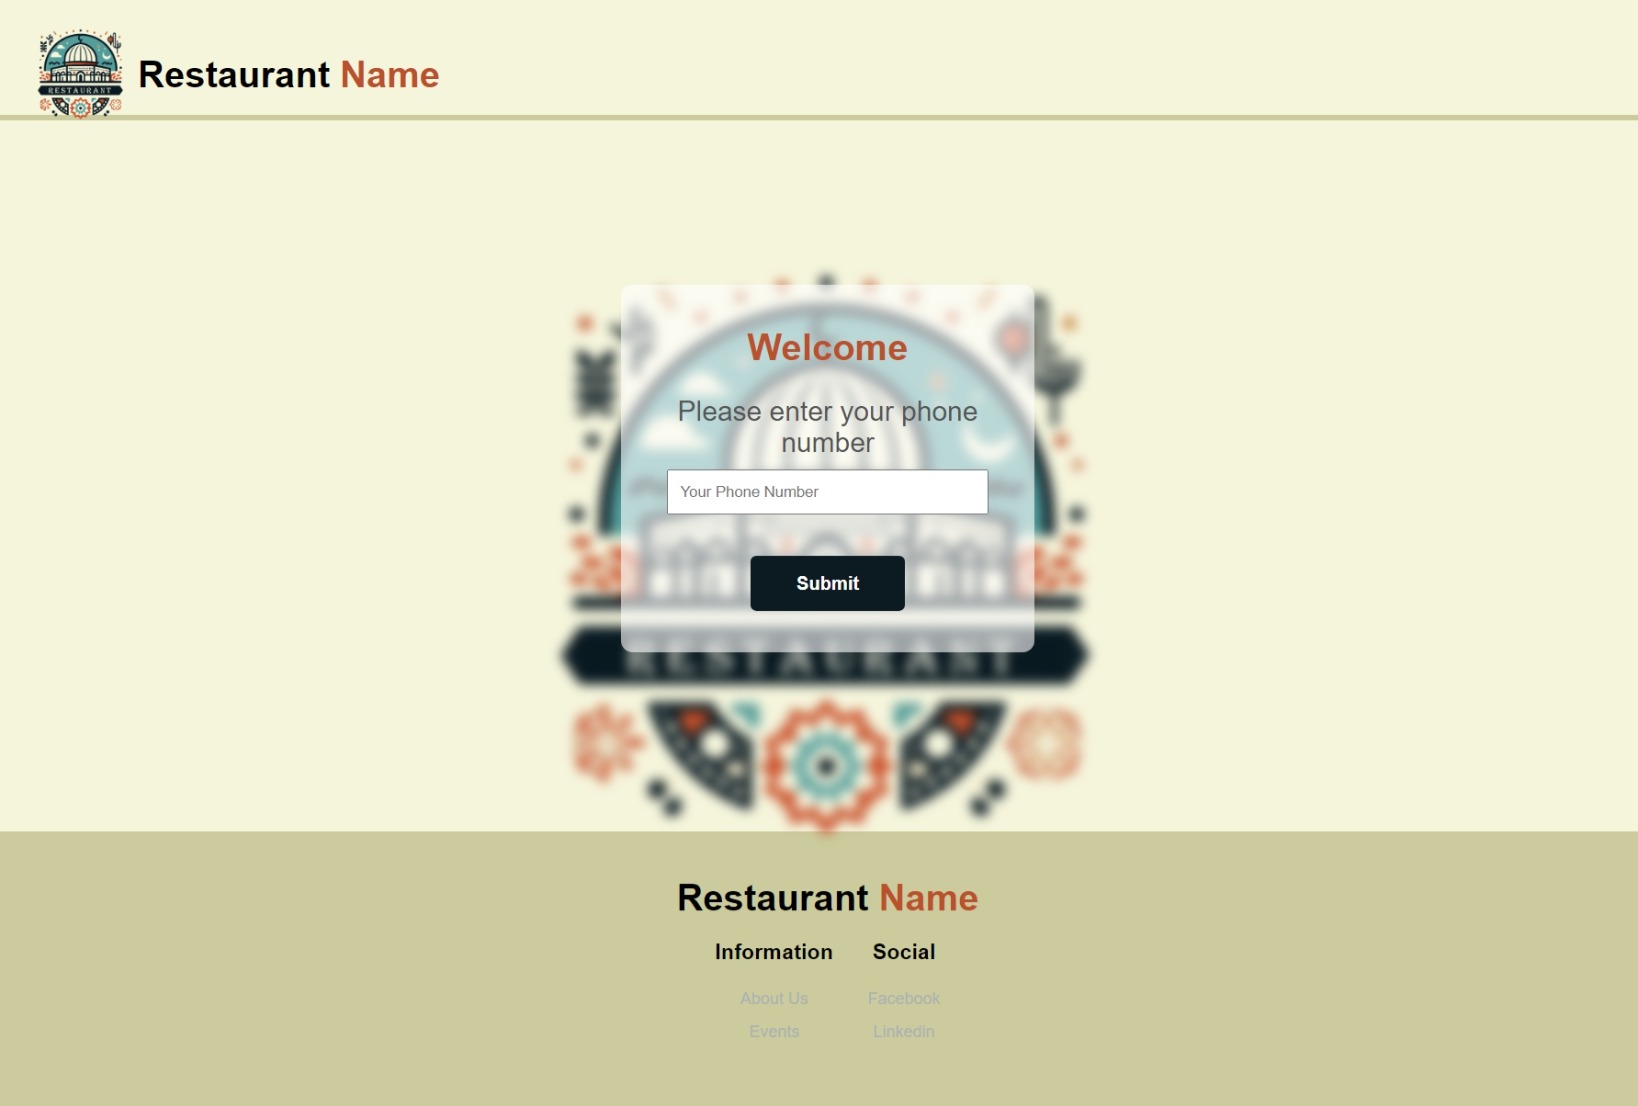 RESTAURANT
Restaurant Name
Welcome
Please enter your phone
number
Your Phone Number
Submit
RESTAURANT
Restaurant Name
Information
Social
About Us
Facebook
Events
Linkedin